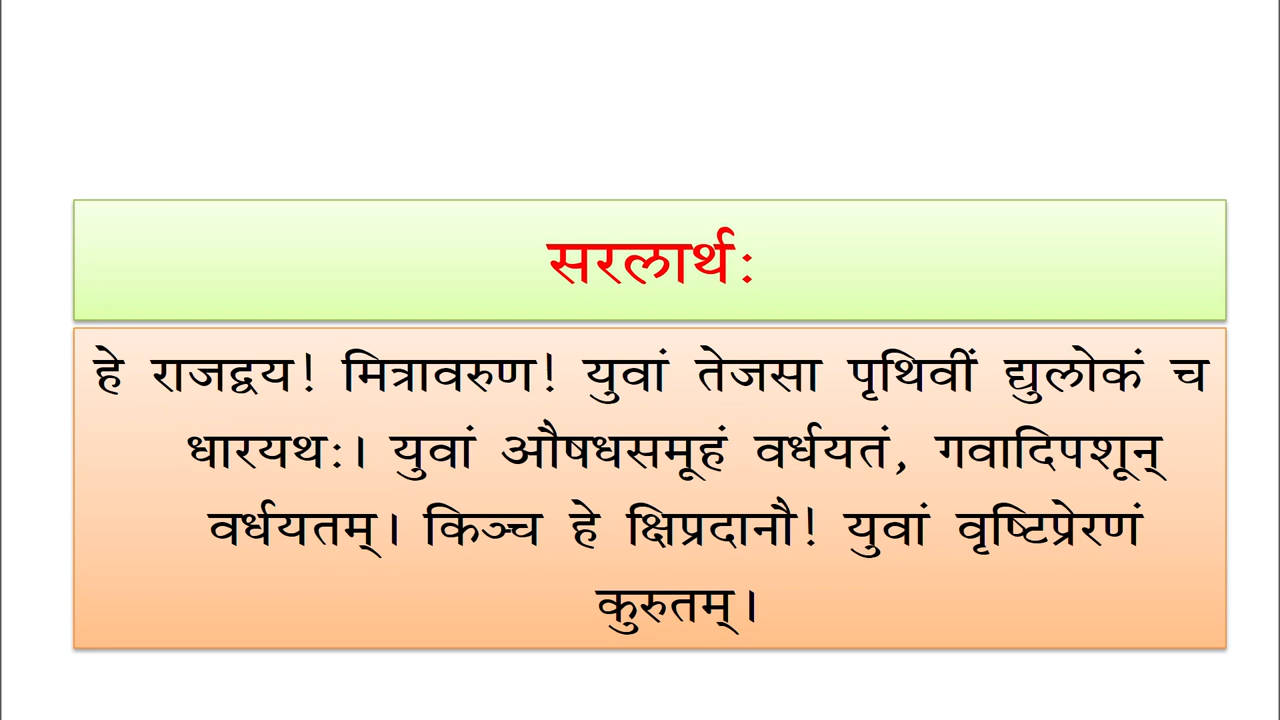 सरलार्थः
हे राजद्वय! मित्रावरुण! युवां तेजसा पृथिवीं द्युलोकं च
धारयथः। युवां औषधसमूहं वर्धयतं, गवादिपशून्
वर्धयतम्। किञ्च हे क्षिप्रदानौ! युवां वृष्टिप्रेरणं
कुरुतम्।